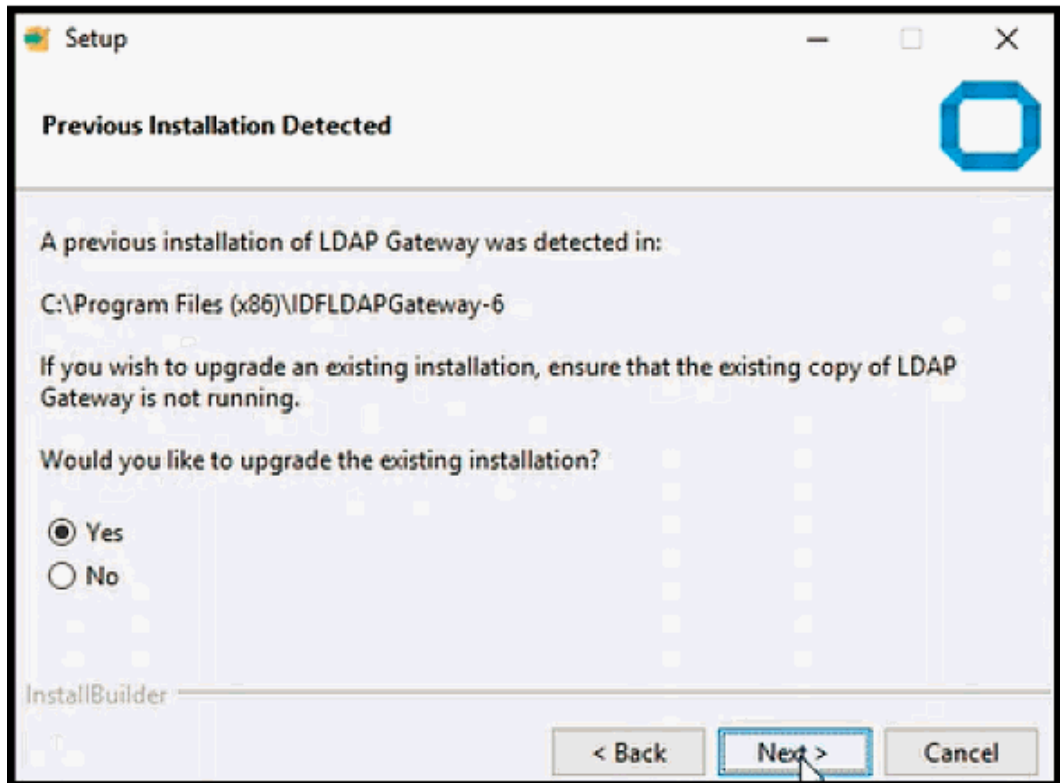 Setup
Previous Installation Detected
A previous installation of LDAP Gateway was detected in:
C:\Program Files (x86)\IDFLDAPGateway-6
If you wish to upgrade an existing installation, ensure that the existing copy of LDAP
Gateway is not running.
Would you like to upgrade the existing installation?
Yes
No
InstallBuilder
< Back Next > Cancel